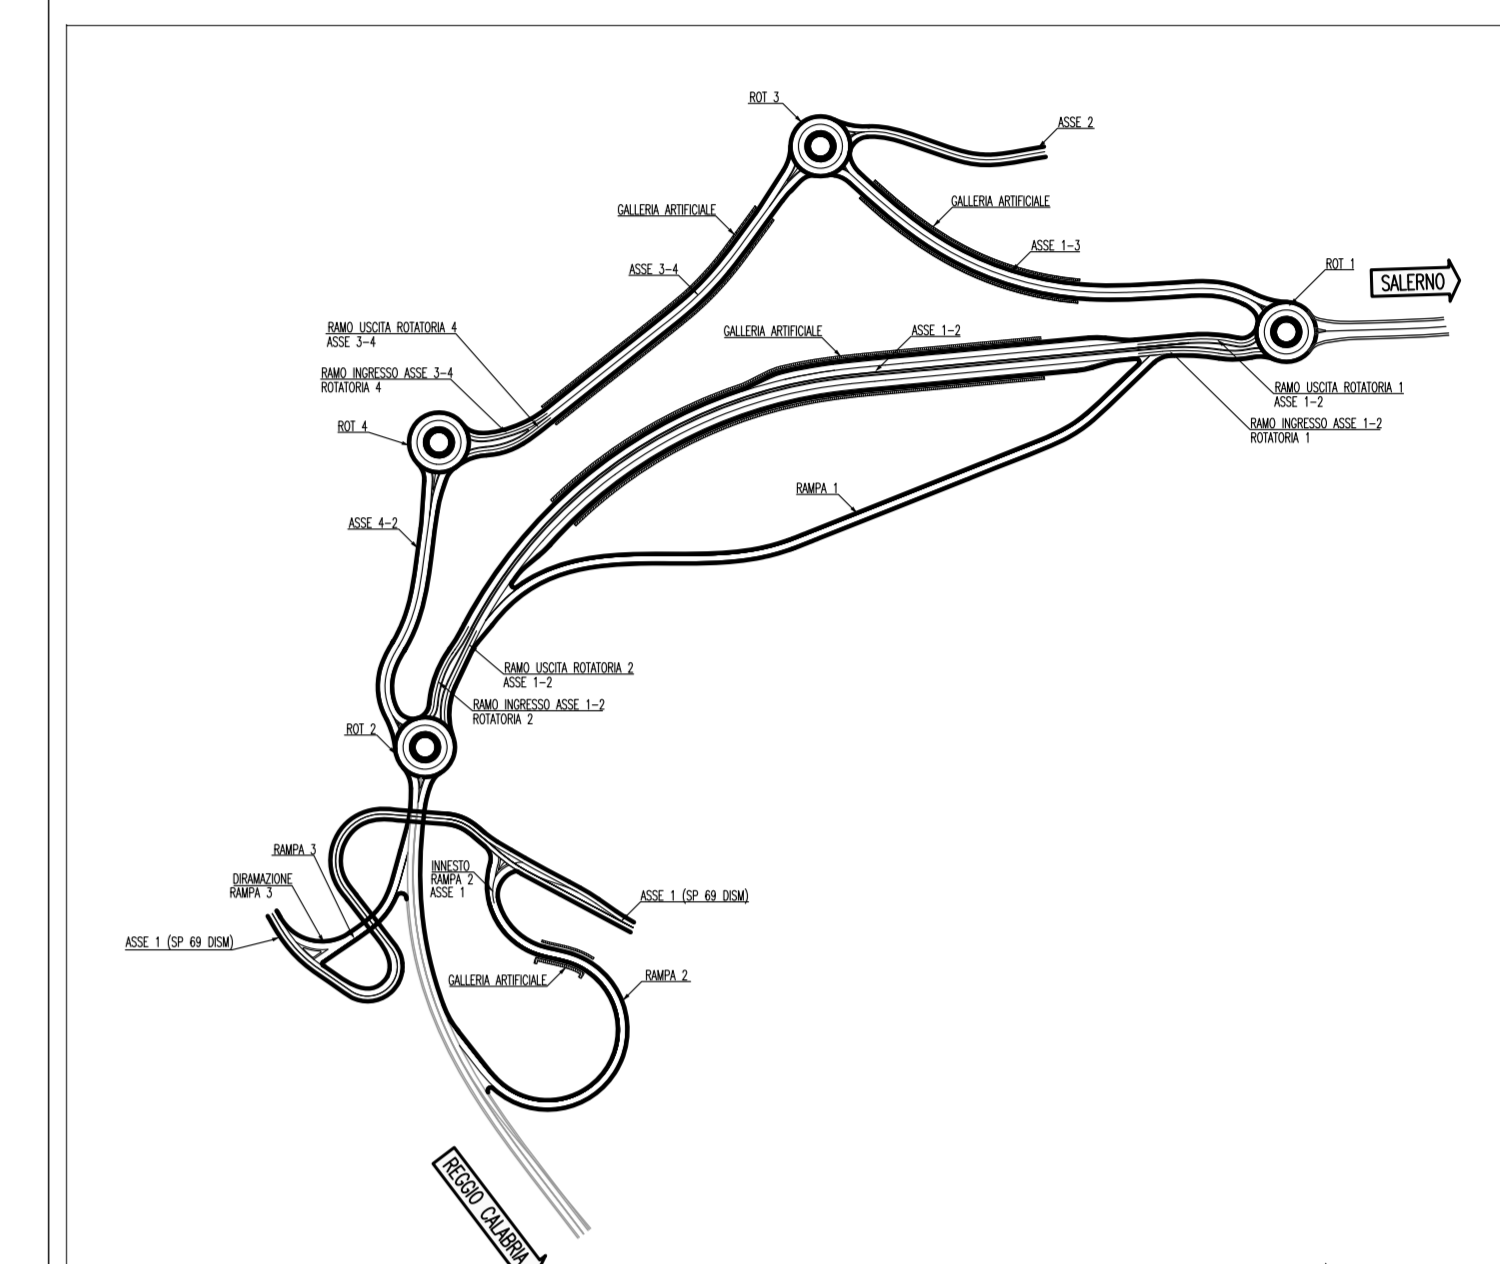 ROT 3
ASSE 2
GALLERIA ARTIFICIALE
GALLERIA ARTIFICIALE
ASSE 1-3
ROT 1
SALERNO
ASSE 3-4
RAMO USCITA ROTATORIA 4
ASSE 3-4
GALLERIA ARTIFICIALE
ASSE 1-2
RAMO INGRESSO ASSE 3-4
ROTATORIA 4
RAMO USCITA ROTATORIA 1
ASSE 1-2
ROT 4
RAMO INGRESSO ASSE 1-2
ROTATORIA 1
RAMPA 1
ASSE 4-2
RAMO USCITA ROTATORIA 2
ASSE 1-2
RAMO INGRESSO ASSE 1-2
ROTATORIA 2
ROT 2
RAMPA 3
INNESTO
RAMPA 2
ASSE 1
DIRAMAZIONE
RAMPA 3
ASSE 1 (SP 69 DISM)
ASSE 1 (SP 69 DISM)
GALLERIA ARTIFICIALE
RAMPA 2
REGGIO CALABRIA